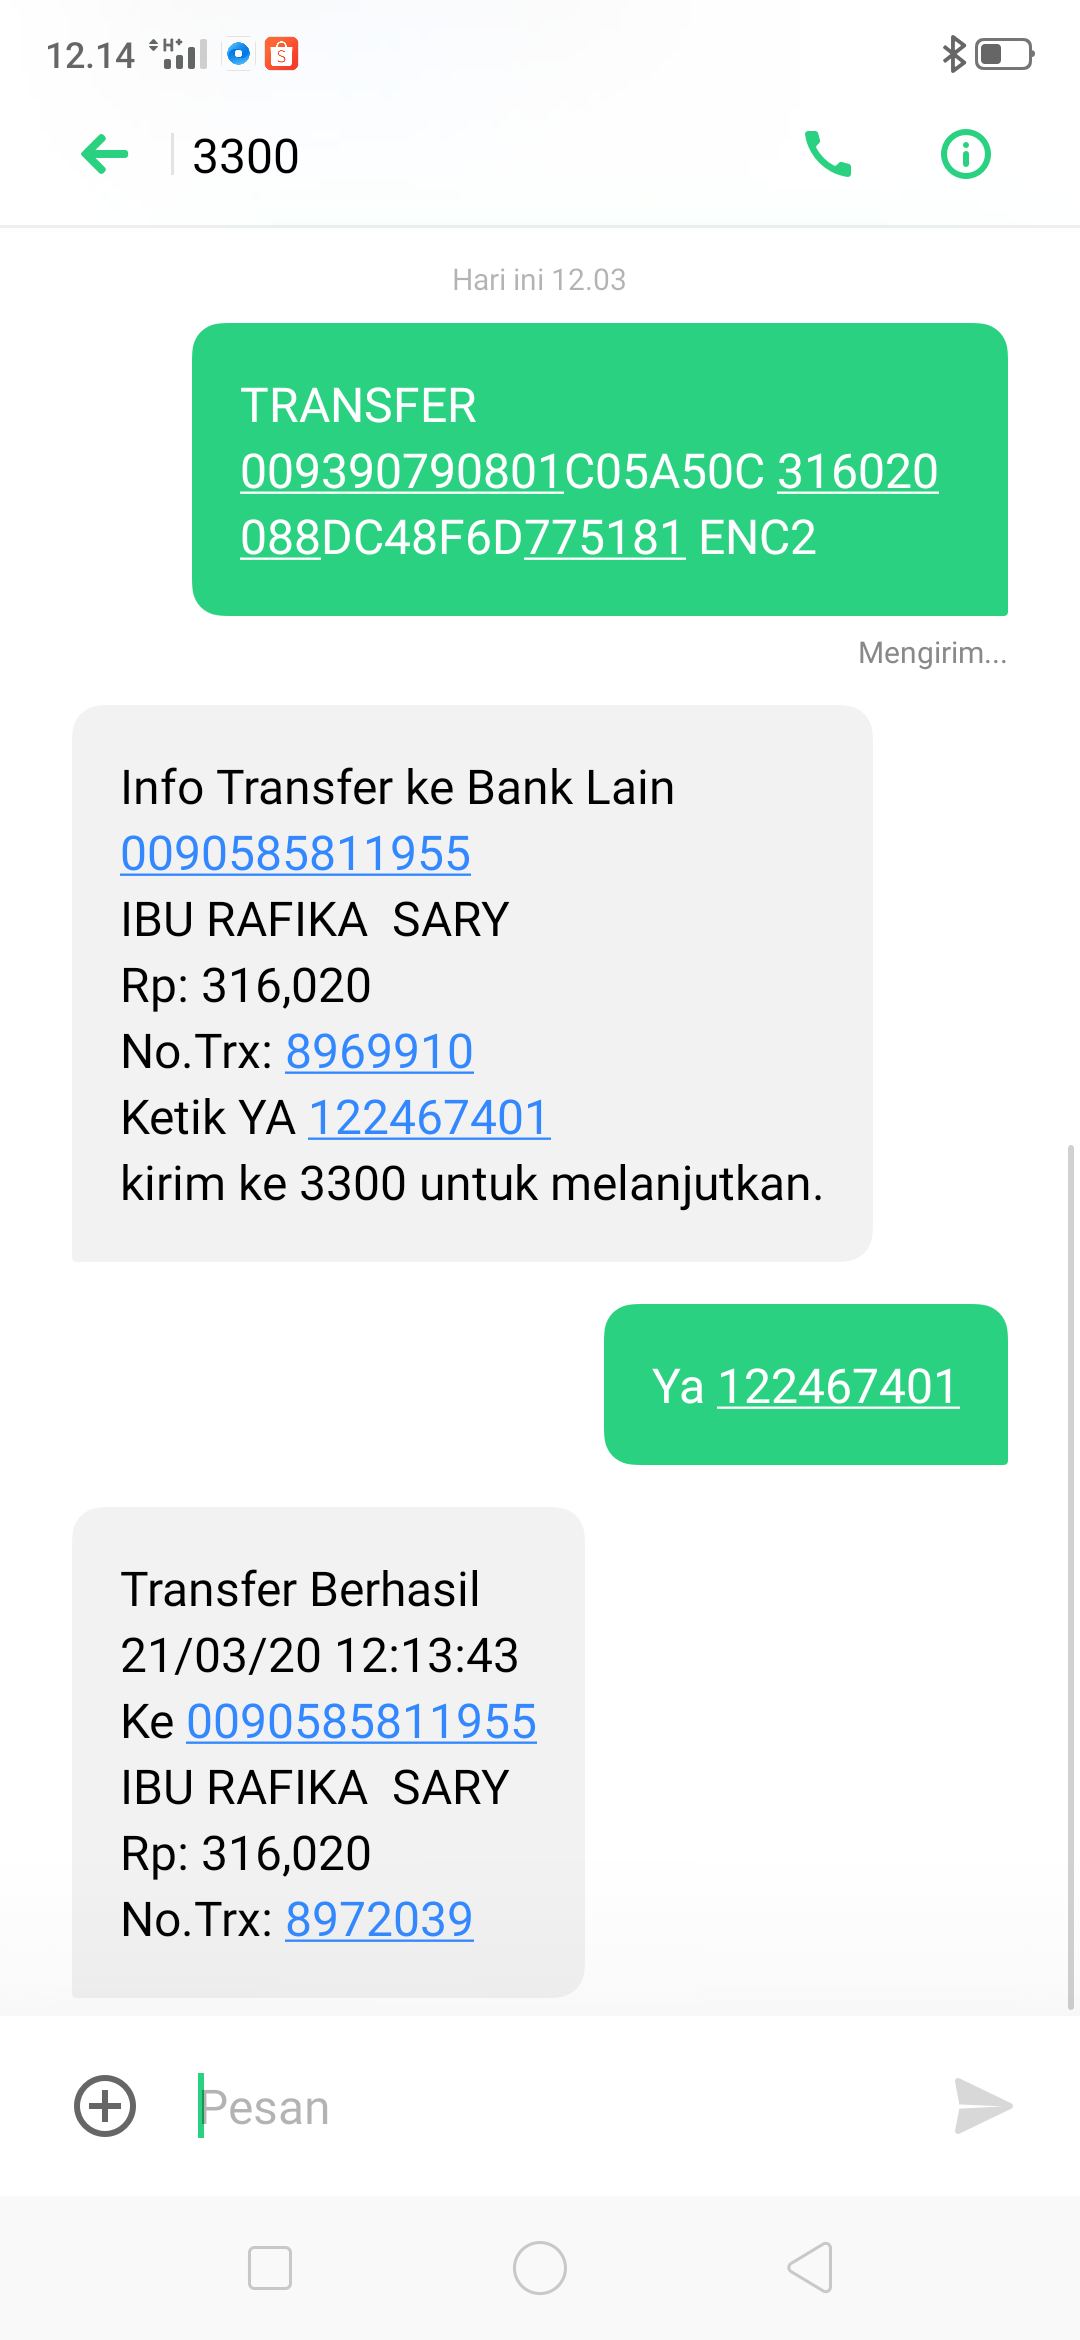 12.14 H+
3300
Hari ini 12.03
TRANSFER
009390790801C05A50C 316020
088DC48F6D775181 ENC2
Mengirim...
Info Transfer ke Bank Lain
0090585811955
IBU RAFIKA  SARY
Rp: 316,020
No.Trx: 8969910
Ketik YA 122467401
kirim ke 3300 untuk melanjutkan.
Ya 122467401
Transfer Berhasil
21/03/20 12:13:43
Ke 0090585811955
IBU RAFIKA  SARY
Rp: 316,020
No.Trx: 8972039
Pesan